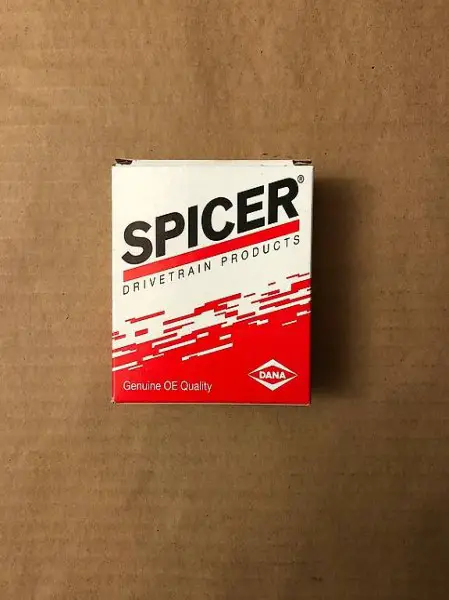 SPICER®
DRIVETRAIN PRODUCTS
Genuine OE Quality
DANA